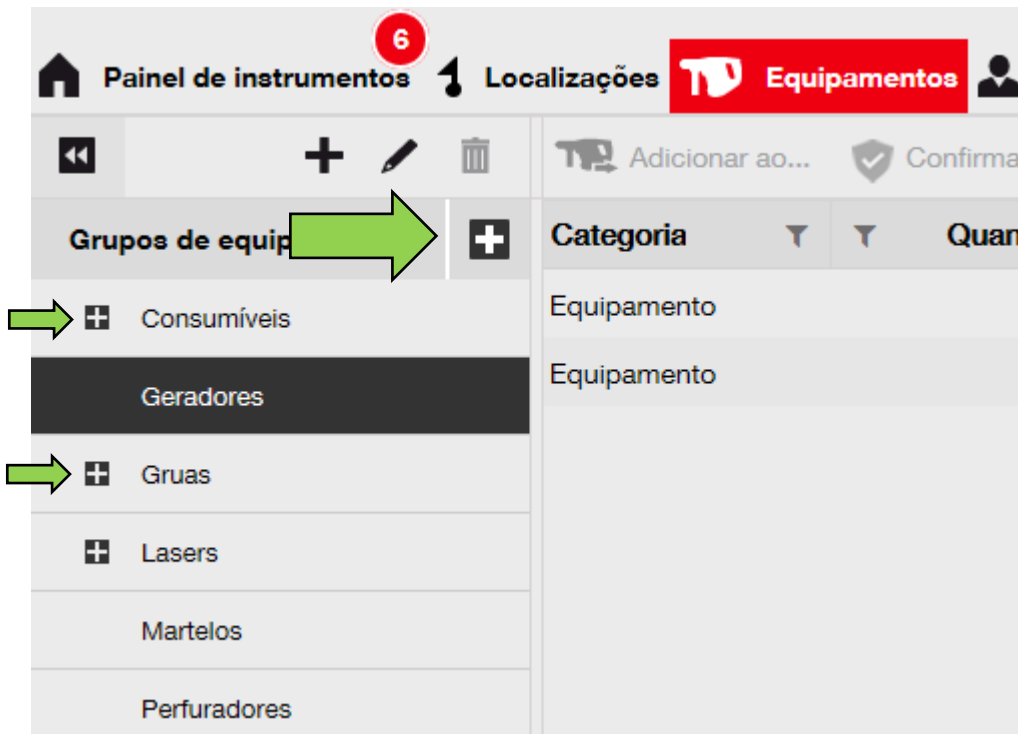 6
Painel de instrumentos Localizações Equipamentos
Adicionar ao... Confirma
Grupos de equip
Categoria Quan
Consumíveis
Equipamento
Geradores
Equipamento
Gruas
Lasers
Martelos
Perfuradores